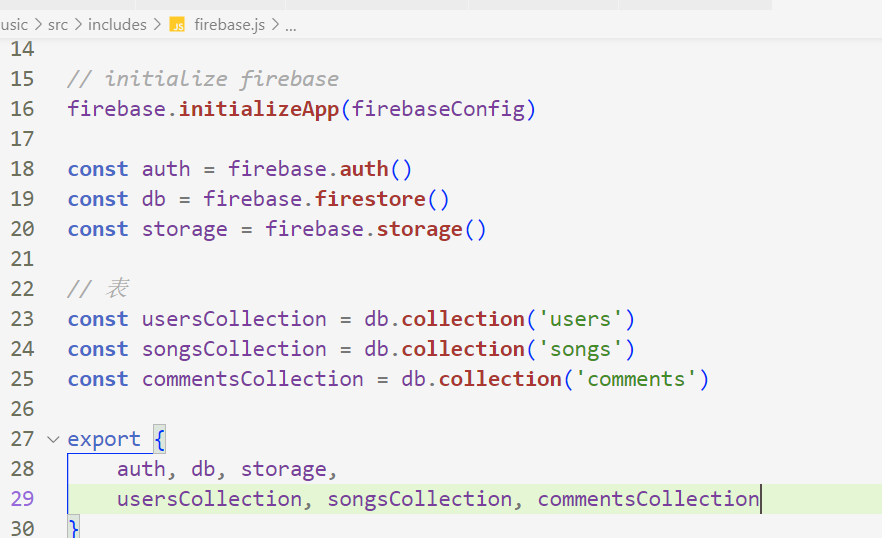 usic > src > includes > JS firebase.js > ...
14
15 // initialize firebase
16 firebase.initializeApp(firebaseConfig)
17
18 const auth = firebase.auth()
19 const db = firebase.firestore()
20 const storage = firebase.storage()
21
22 // 表
23 const usersCollection = db.collection('users')
24 const songsCollection = db.collection('songs')
25 const commentsCollection = db.collection('comments')
26
27 export {
28 auth, db, storage,
29 usersCollection, songsCollection, commentsCollection
30 }